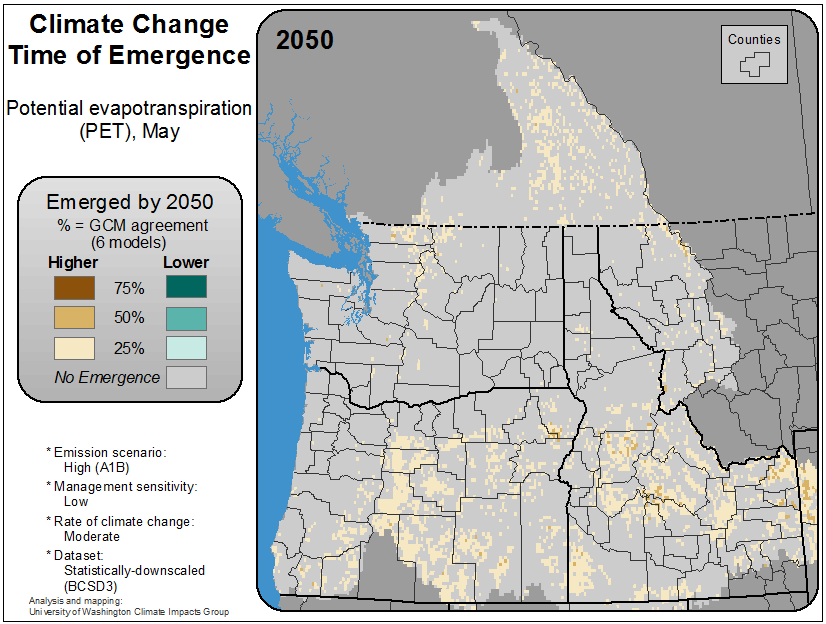 Climate Change
Time of Emergence
Potential evapotranspiration
(PET), May
Emerged by 2050
% = GCM agreement
(6 models)
Higher Lower
75%
50%
25%
No Emergence
* Emission scenario:
High (A1B)
* Management sensitivity:
Low
* Rate of climate change:
Moderate
* Dataset:
Statistically-downscaled
(BCSD3)
Analysis and mapping:
University of Washington Climate Impacts Group
2050
Counties